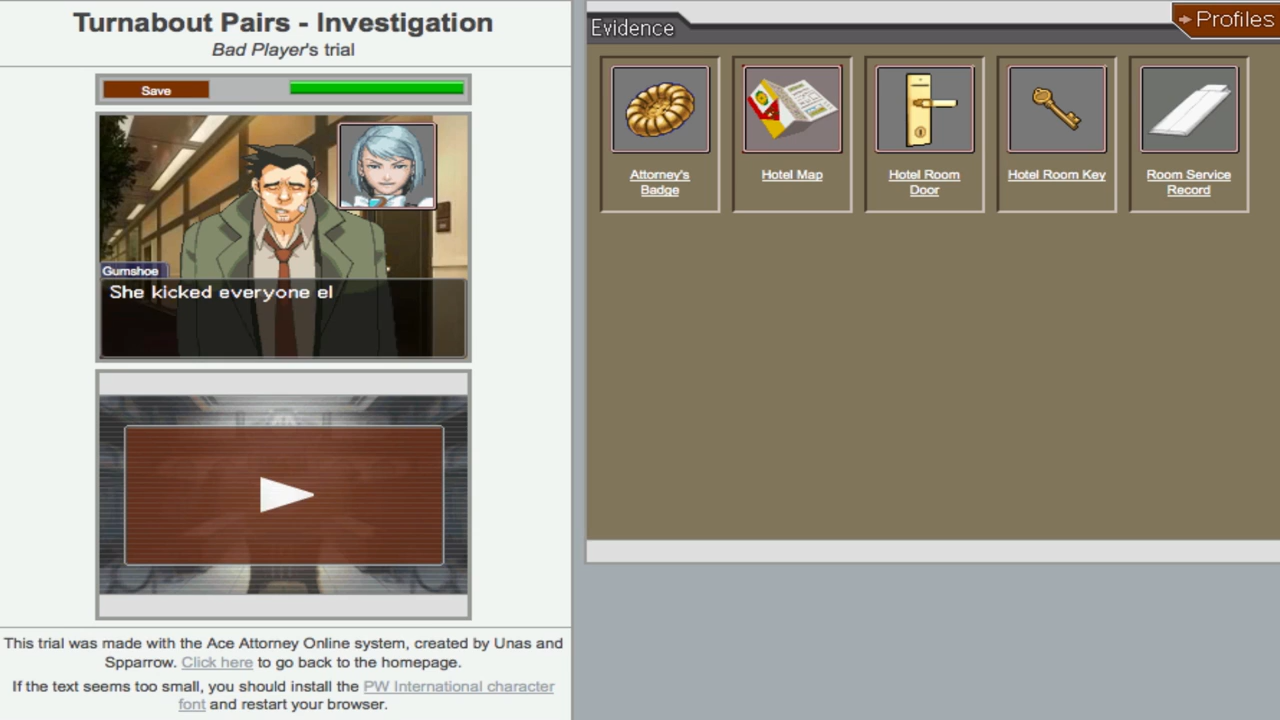 Turnabout Pairs - Investigation
Bad Player's trial
Save
Gumshoe
She kicked everyone el
This trial was made with the Ace Attorney Online system, created by Unas and
Spparrow. Click here to go back to the homepage.
If the text seems too small, you should install the PW International character
font and restart your browser.
Evidence
Profiles
Attorney's
Badge
Hotel Map
Hotel Room
Door
Hotel Room Key
Room Service
Record